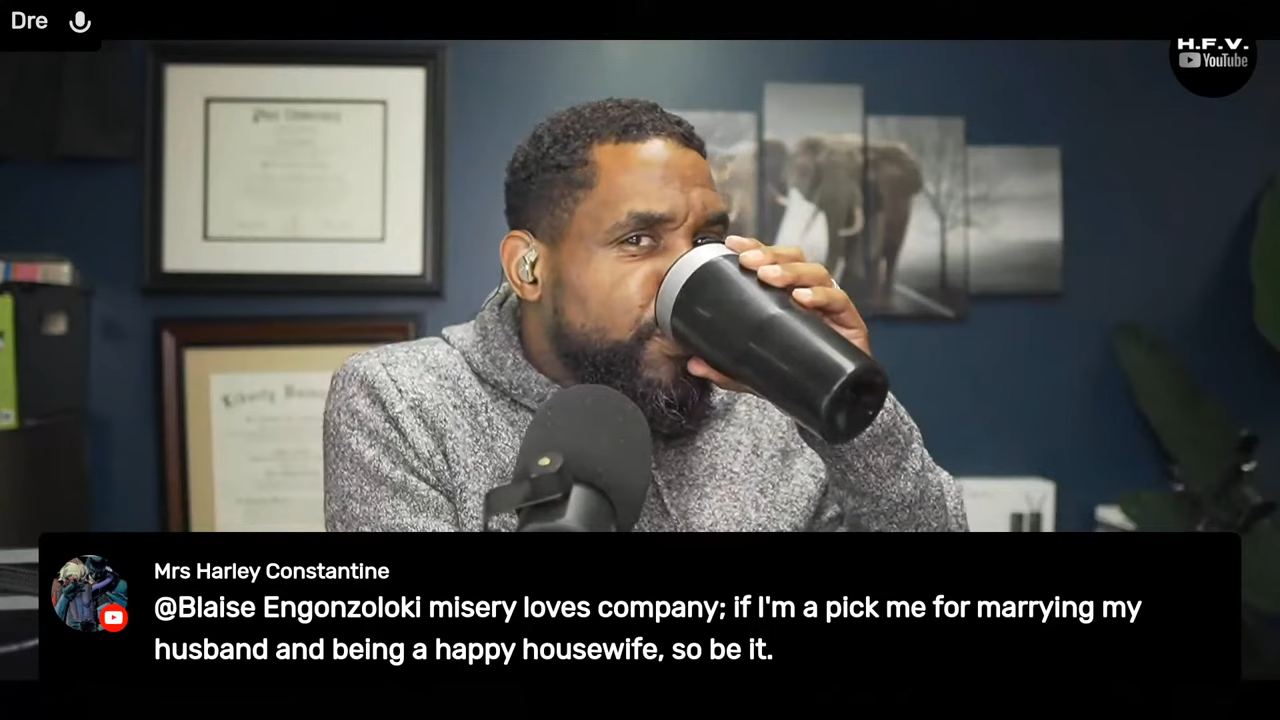 Dre
H.F.V.
YouTube
Mrs Harley Constantine
@Blaise Engonzoloki misery loves company; if I'm a pick me for marrying my
husband and being a happy housewife, so be it.